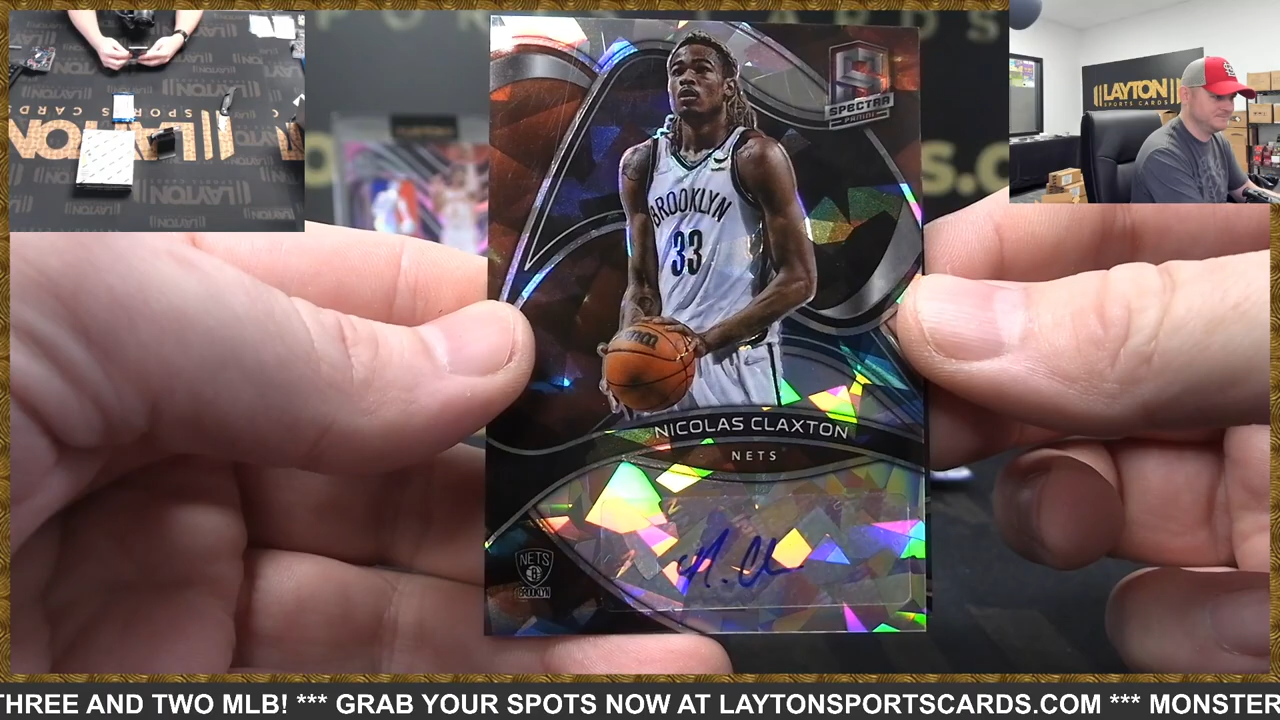 LAYTON
SPORTS CARDS
LAYTON
SPORTS CARDS
SPECTRA
PANINI
BROOKLYN
33
NICOLAS CLAXTON
NETS
N. Cl
NETS
B
BROOKLYN
THREE AND TWO MLB! *** GRAB YOUR SPOTS NOW AT LAYTONSPORTSCARDS.COM *** MONSTER